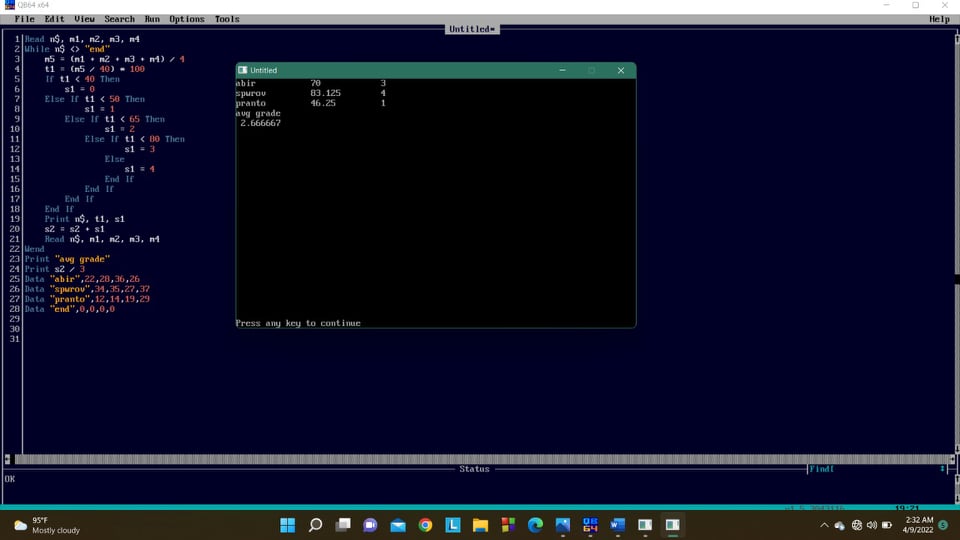 QB64 x64
File Edit View Search Run Options Tools Help
Untitled
1 Read n$, m1, m2, m3, m4
2 While n$ <> "end"
3 m5 = (m1 + m2 + m3 + m4) / 4
4 t1 = (m5 / 40) * 100
5 If t1 < 40 Then
6 s1 = 0
7 Else If t1 < 50 Then
8 s1 = 1
9 Else If t1 < 65 Then
10 s1 = 2
11 Else If t1 < 80 Then
12 s1 = 3
13 Else
14 s1 = 4
15 End If
16 End If
17 End If
18 End If
19 Print n$, t1, s1
20 s2 = s2 + s1
21 Read n$, m1, m2, m3, m4
22 Wend
23 Print "avg grade"
24 Print s2 / 3
25 Data "abir",22,28,36,26
26 Data "spwrov",34,35,27,37
27 Data "pranto",12,14,19,29
28 Data "end",0,0,0,0
29
30
31
Untitled
abir 70 3
spwrov 83.125 4
pranto 46.25 1
avg grade
2.666667
Press any key to continue
Status
Find[
OK
19:21
95°F
Mostly cloudy
2:32 AM
4/9/2022
5